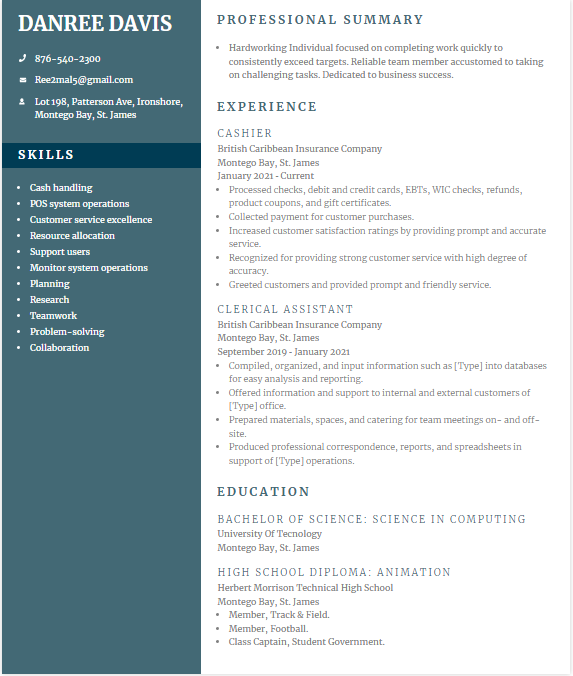 DANREE DAVIS
876-540-2300
Ree2mal5@gmail.com
Lot 198, Patterson Ave, Ironshore,
Montego Bay, St. James
SKILLS
• Cash handling
• POS system operations
• Customer service excellence
• Resource allocation
• Support users
• Monitor system operations
• Planning
• Research
• Teamwork
• Problem-solving
• Collaboration
PROFESSIONAL SUMMARY
• Hardworking Individual focused on completing work quickly to
consistently exceed targets. Reliable team member accustomed to taking
on challenging tasks. Dedicated to business success.
EXPERIENCE
CASHIER
British Caribbean Insurance Company
Montego Bay, St. James
January 2021 - Current
• Processed checks, debit and credit cards, EBTs, WIC checks, refunds,
product coupons, and gift certificates.
• Collected payment for customer purchases.
• Increased customer satisfaction ratings by providing prompt and accurate
service.
• Recognized for providing strong customer service with high degree of
accuracy.
• Greeted customers and provided prompt and friendly service.
CLERICAL ASSISTANT
British Caribbean Insurance Company
Montego Bay, St. James
September 2019 - January 2021
• Compiled, organized, and input information such as [Type] into databases
for easy analysis and reporting.
• Offered information and support to internal and external customers of
[Type] office.
• Prepared materials, spaces, and catering for team meetings on- and off-
site.
• Produced professional correspondence, reports, and spreadsheets in
support of [Type] operations.
EDUCATION
BACHELOR OF SCIENCE: SCIENCE IN COMPUTING
University Of Tecnology
Montego Bay, St. James
HIGH SCHOOL DIPLOMA: ANIMATION
Herbert Morrison Technical High School
Montego Bay, St. James
• Member, Track & Field.
• Member, Football.
• Class Captain, Student Government.